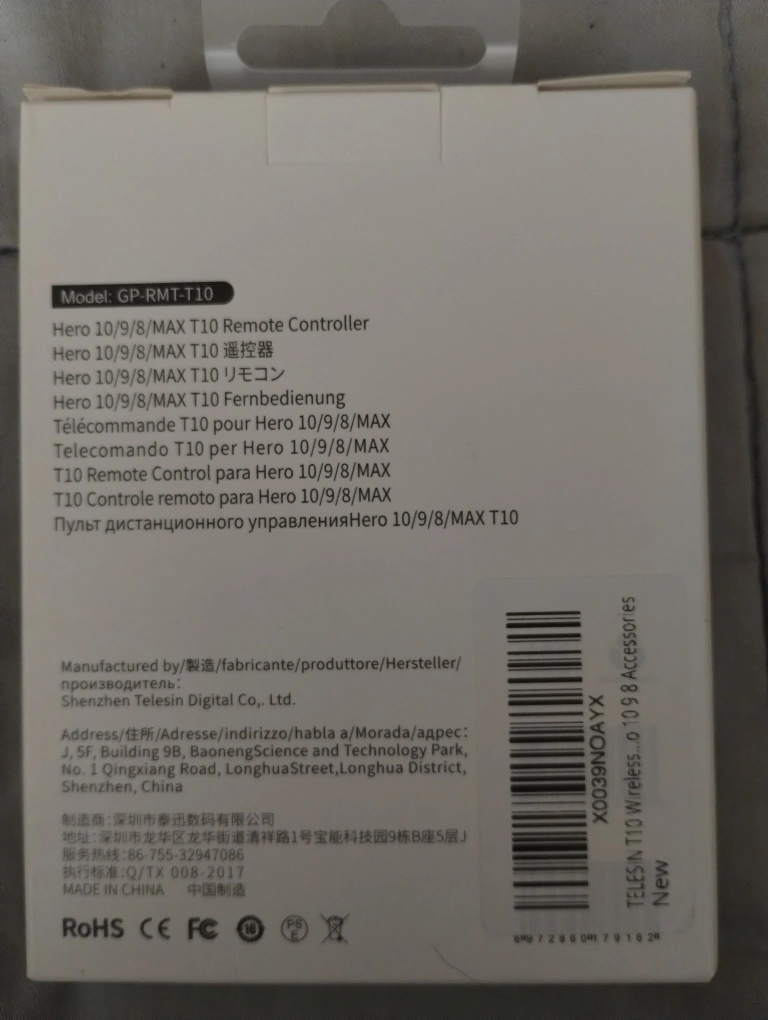 Model: GP-RMT-T10
Hero 10/9/8/MAX T10 Remote Controller
Hero 10/9/8/MAX T10 遥控器
Hero 10/9/8/MAX T10 リモコン
Hero 10/9/8/MAX T10 Fernbedienung
Télécommande T10 pour Hero 10/9/8/MAX
Telecomando T10 per Hero 10/9/8/MAX
T10 Remote Control para Hero 10/9/8/MAX
T10 Controle remoto para Hero 10/9/8/MAX
Пульт дистанционного управленияHero 10/9/8/MAX T10
Manufactured by/製造/fabricante/produttore/Hersteller/
производитель:
Shenzhen Telesin Digital Co,. Ltd.
Address/住所/Adresse/indirizzo/habla a/Morada/адрес:
J, 5F, Building 9B, BaonengScience and Technology Park,
No. 1 Qingxiang Road, LonghuaStreet,Longhua District,
Shenzhen, China
制造商:深圳市泰迅数码有限公司
地址:深圳市龙华区龙华街道清祥路1号宝能科技园9栋B座5层J
服务热线:86-755-32947086
执行标准:Q/TX 008-2017
MADE IN CHINA 中国制造
RoHS CE FC 10 PS E
X0039NOAYX
TELESIN T10 Wireless...o 10 9 8 Accessories
New